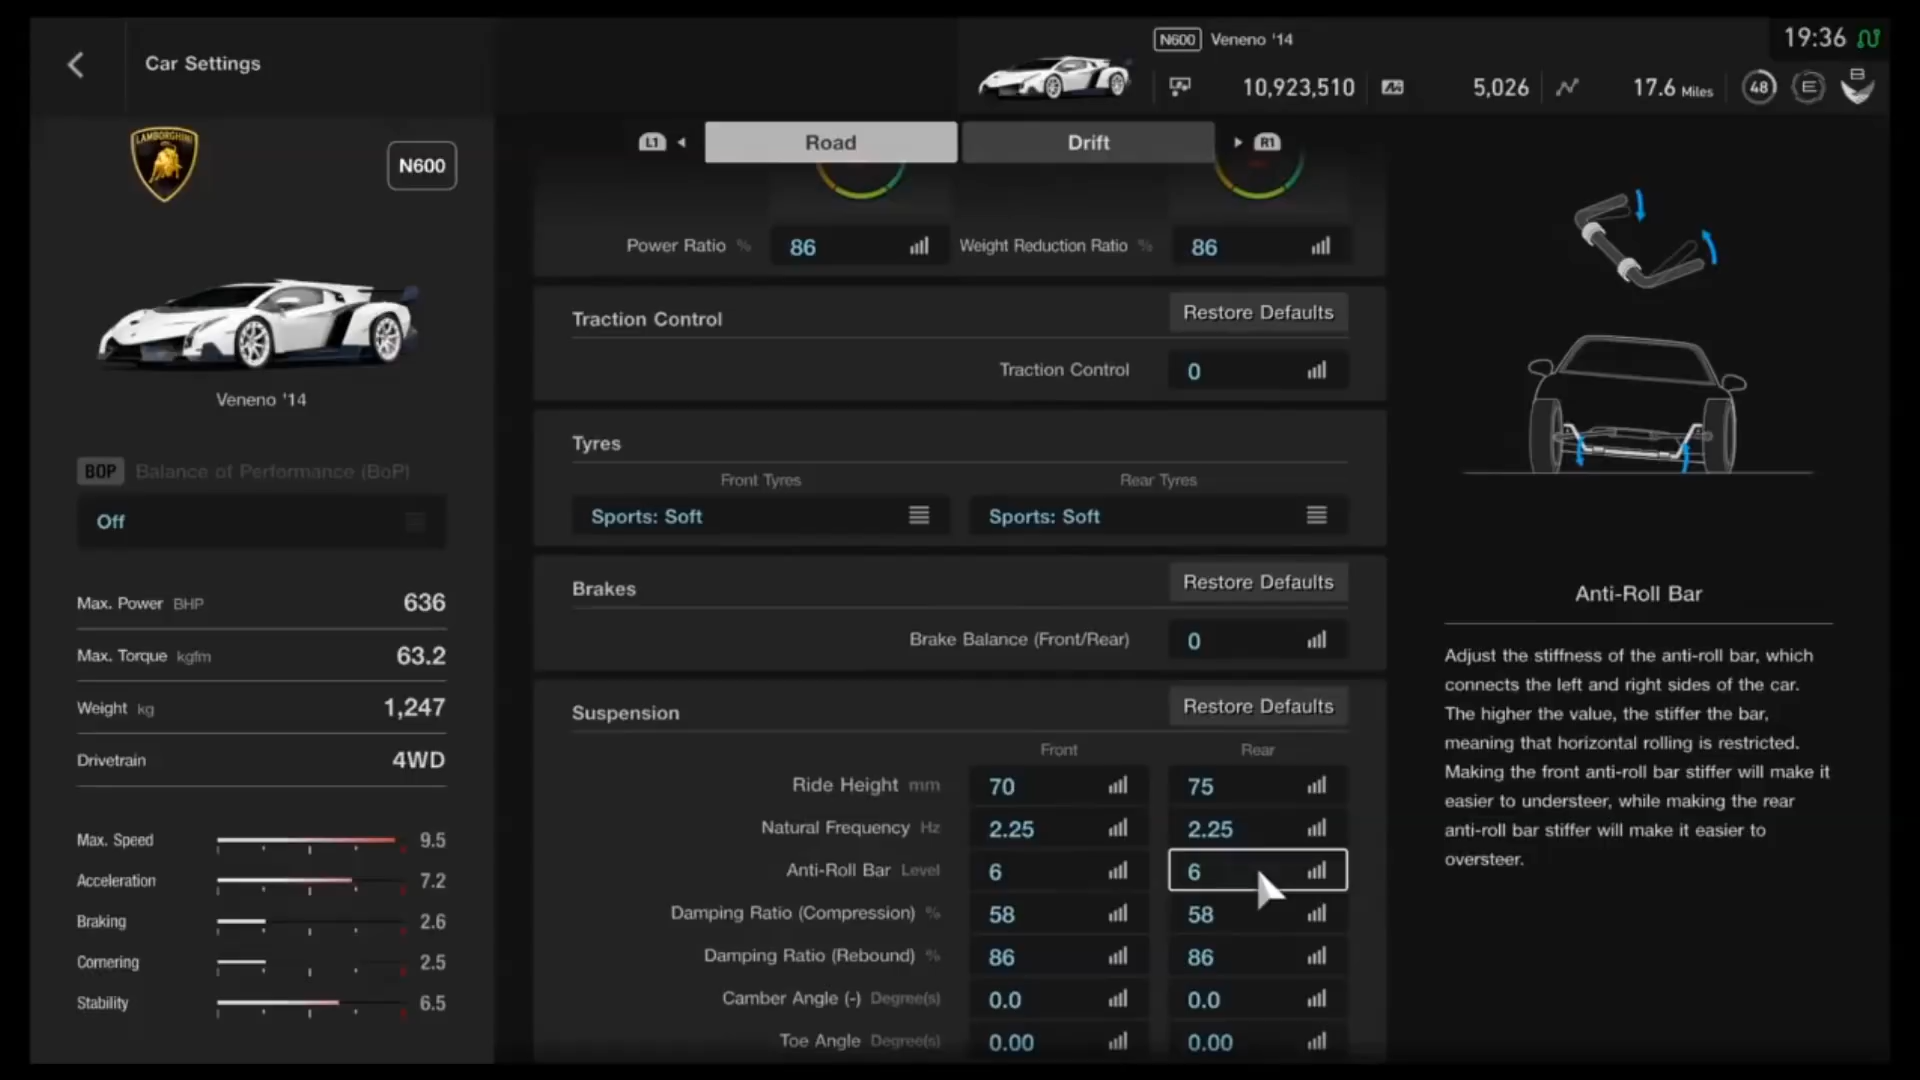 Car Settings
N600 Veneno '14
19:36
10,923,510
5,026
17.6 Miles
48
E
B
L1
Road
Drift
R1
LAMBORGHINI
N600
Veneno '14
BOP Balance of Performance (BoP)
Off
Max. Power BHP 636
Max. Torque kgfm 63.2
Weight kg 1,247
Drivetrain 4WD
Max. Speed 9.5
Acceleration 7.2
Braking 2.6
Cornering 2.5
Stability 6.5
Power Ratio % 86 Weight Reduction Ratio % 86
Traction Control Restore Defaults
Traction Control 0
Tyres
Front Tyres Rear Tyres
Sports: Soft Sports: Soft
Brakes Restore Defaults
Brake Balance (Front/Rear) 0
Suspension Restore Defaults
Front Rear
Ride Height mm 70 75
Natural Frequency Hz 2.25 2.25
Anti-Roll Bar Level 6 6
Damping Ratio (Compression) % 58 58
Damping Ratio (Rebound) % 86 86
Camber Angle (-) Degree(s) 0.0 0.0
Toe Angle Degree(s) 0.00 0.00
Anti-Roll Bar
Adjust the stiffness of the anti-roll bar, which
connects the left and right sides of the car.
The higher the value, the stiffer the bar,
meaning that horizontal rolling is restricted.
Making the front anti-roll bar stiffer will make it
easier to understeer, while making the rear
anti-roll bar stiffer will make it easier to
oversteer.